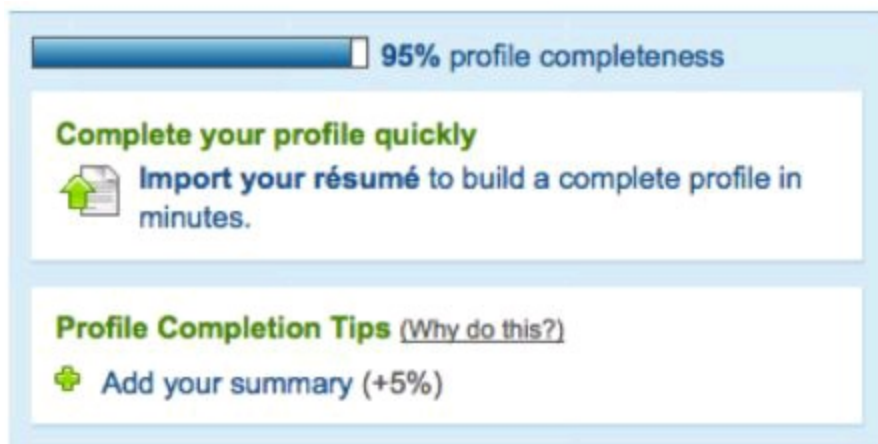 95% profile completeness
Complete your profile quickly
Import your résumé to build a complete profile in
minutes.
Profile Completion Tips (Why do this?)
Add your summary (+5%)